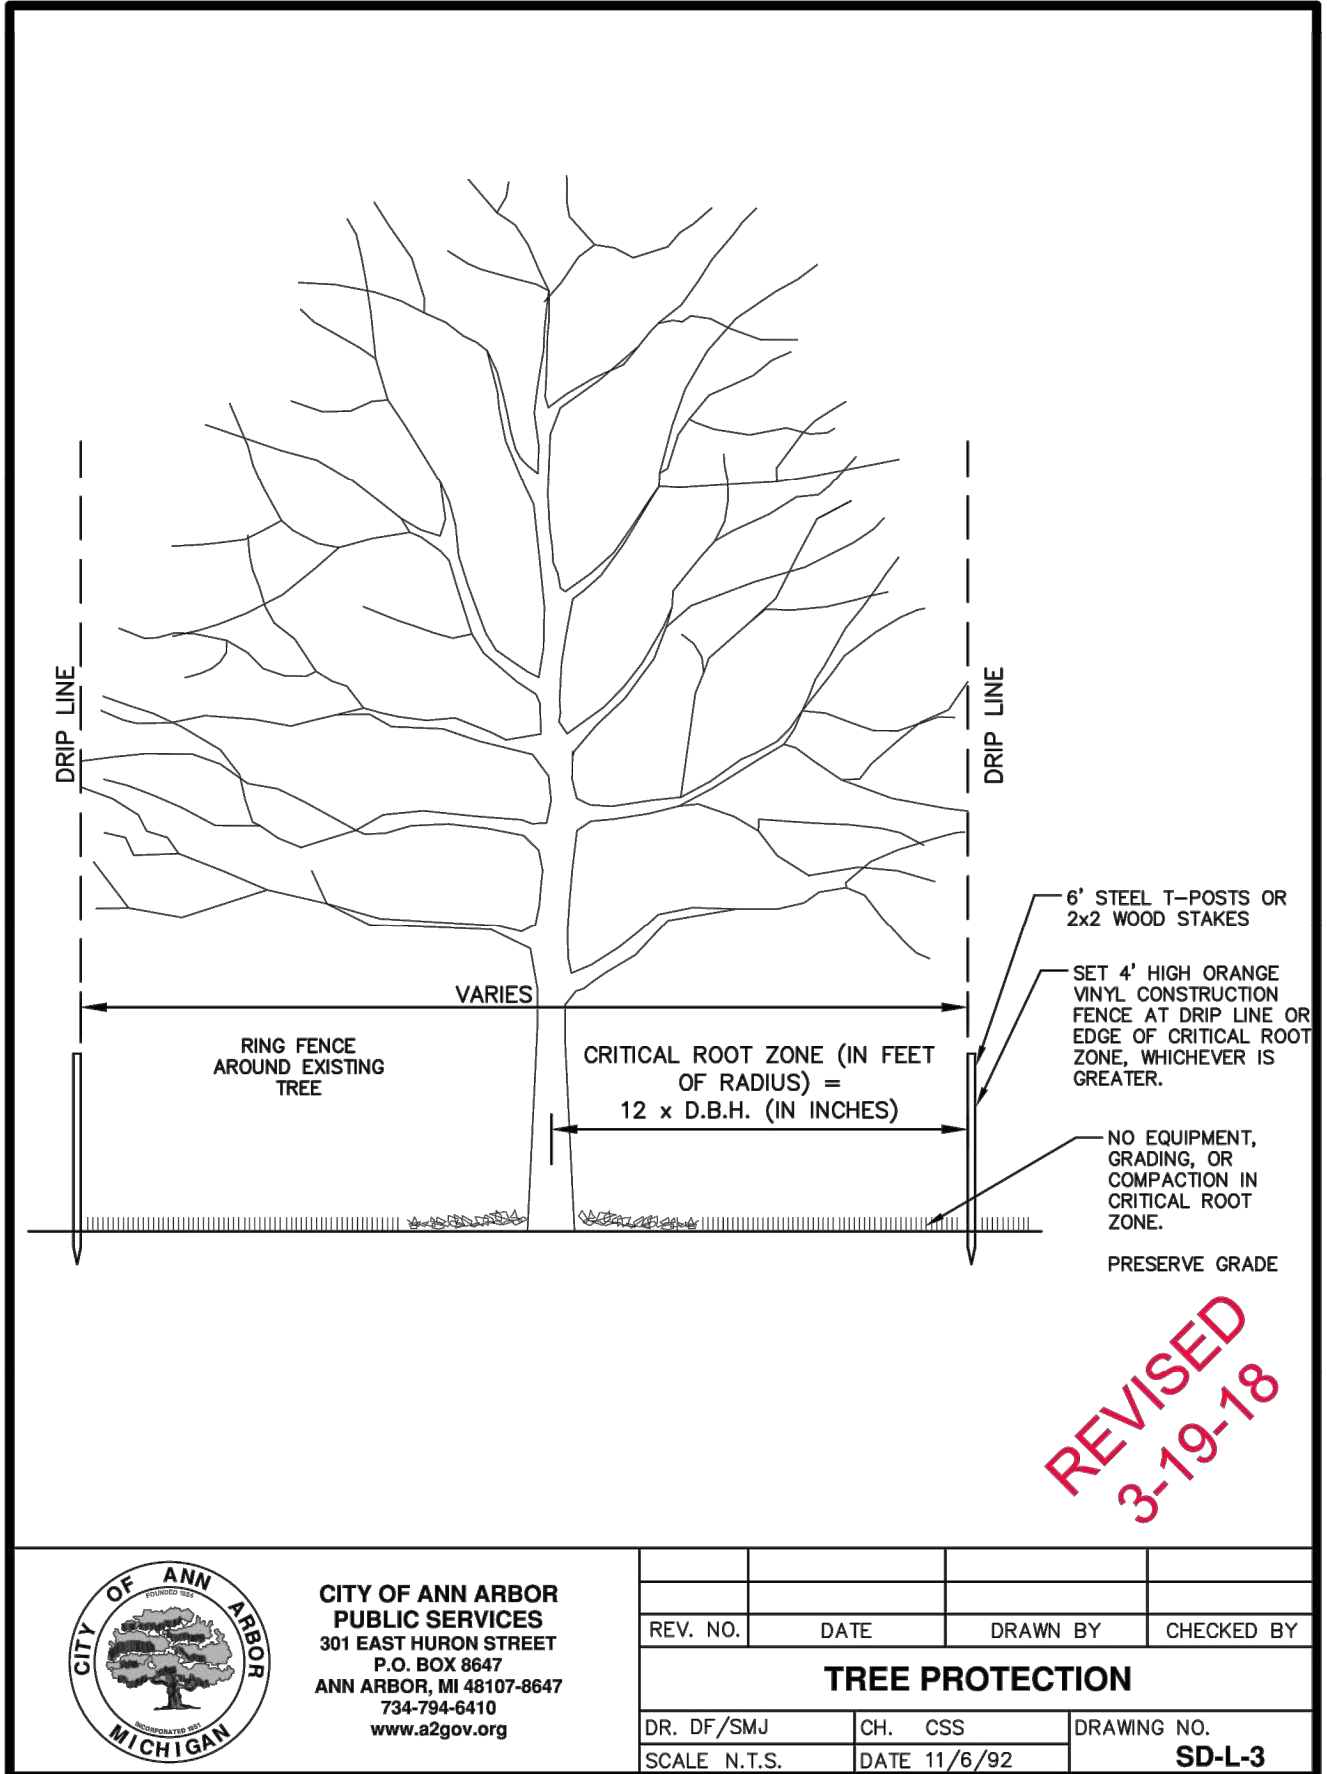 DRIP LINE
DRIP LINE
6' STEEL T-POSTS OR
2x2 WOOD STAKES
SET 4' HIGH ORANGE
VINYL CONSTRUCTION
FENCE AT DRIP LINE OR
EDGE OF CRITICAL ROOT
ZONE, WHICHEVER IS
GREATER.
VARIES
RING FENCE
AROUND EXISTING
TREE
CRITICAL ROOT ZONE (IN FEET
OF RADIUS) =
12 x D.B.H. (IN INCHES)
NO EQUIPMENT,
GRADING, OR
COMPACTION IN
CRITICAL ROOT
ZONE.
PRESERVE GRADE
REVISED
3-19-18
CITY OF ANN ARBOR
MICHIGAN
FOUNDED 1824
INCORPORATED 1851
CITY OF ANN ARBOR
PUBLIC SERVICES
301 EAST HURON STREET
P.O. BOX 8647
ANN ARBOR, MI 48107-8647
734-794-6410
www.a2gov.org
REV. NO. DATE DRAWN BY CHECKED BY
TREE PROTECTION
DR. DF/SMJ CH. CSS DRAWING NO.
SCALE N.T.S. DATE 11/6/92 SD-L-3